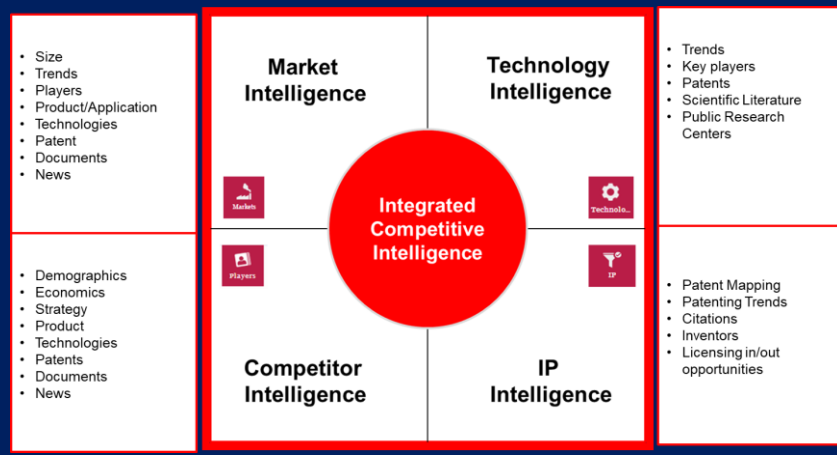 • Size
• Trends
• Players
• Product/Application
• Technologies
• Patent
• Documents
• News
Market
Intelligence
Technology
Intelligence
• Trends
• Key players
• Patents
• Scientific Literature
• Public Research
Centers
Markets
Technolo...
Integrated
Competitive
Intelligence
Players
IP
• Demographics
• Economics
• Strategy
• Product
• Technologies
• Patents
• Documents
• News
Competitor
Intelligence
IP
Intelligence
• Patent Mapping
• Patenting Trends
• Citations
• Inventors
• Licensing in/out
opportunities